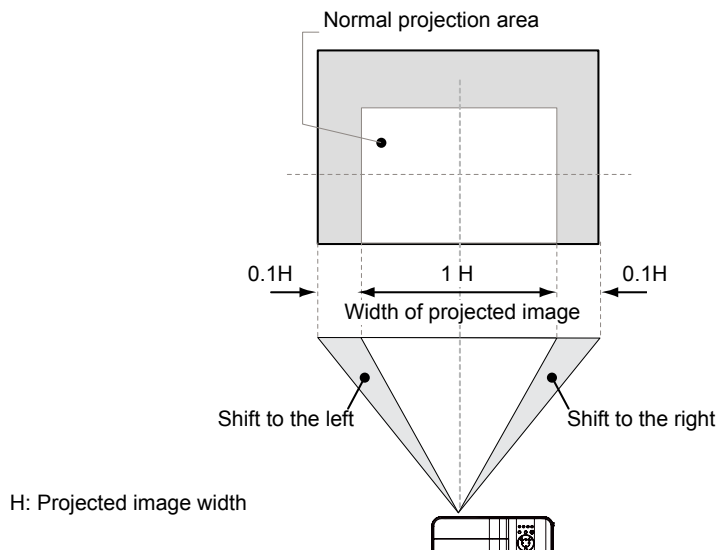 Normal projection area
0.1H
1 H
0.1H
Width of projected image
Shift to the left
Shift to the right
H: Projected image width